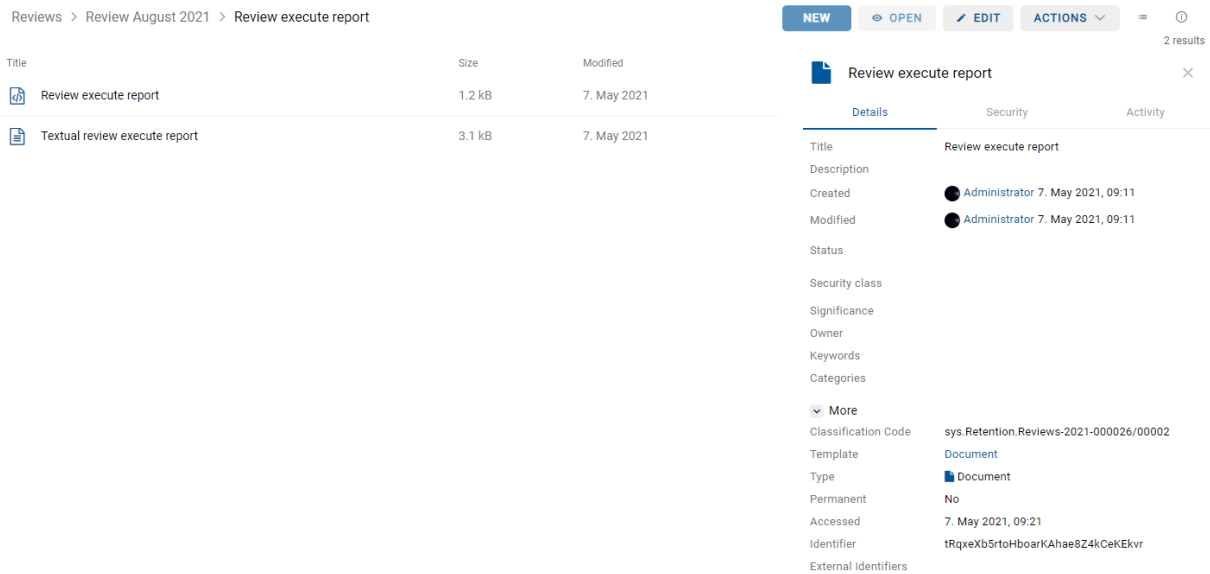 Reviews > Review August 2021 > Review execute report
NEW OPEN EDIT ACTIONS
2 results
Title Size Modified
Review execute report 1.2 kB 7. May 2021
Textual review execute report 3.1 kB 7. May 2021
Review execute report
Details Security Activity
Title Review execute report
Description
Created Administrator 7. May 2021, 09:11
Modified Administrator 7. May 2021, 09:11
Status
Security class
Significance
Owner
Keywords
Categories
More
Classification Code sys.Retention.Reviews-2021-000026/00002
Template Document
Type Document
Permanent No
Accessed 7. May 2021, 09:21
Identifier tRqxeXb5rtoHboarKAhae8Z4kCeKEkvr
External Identifiers